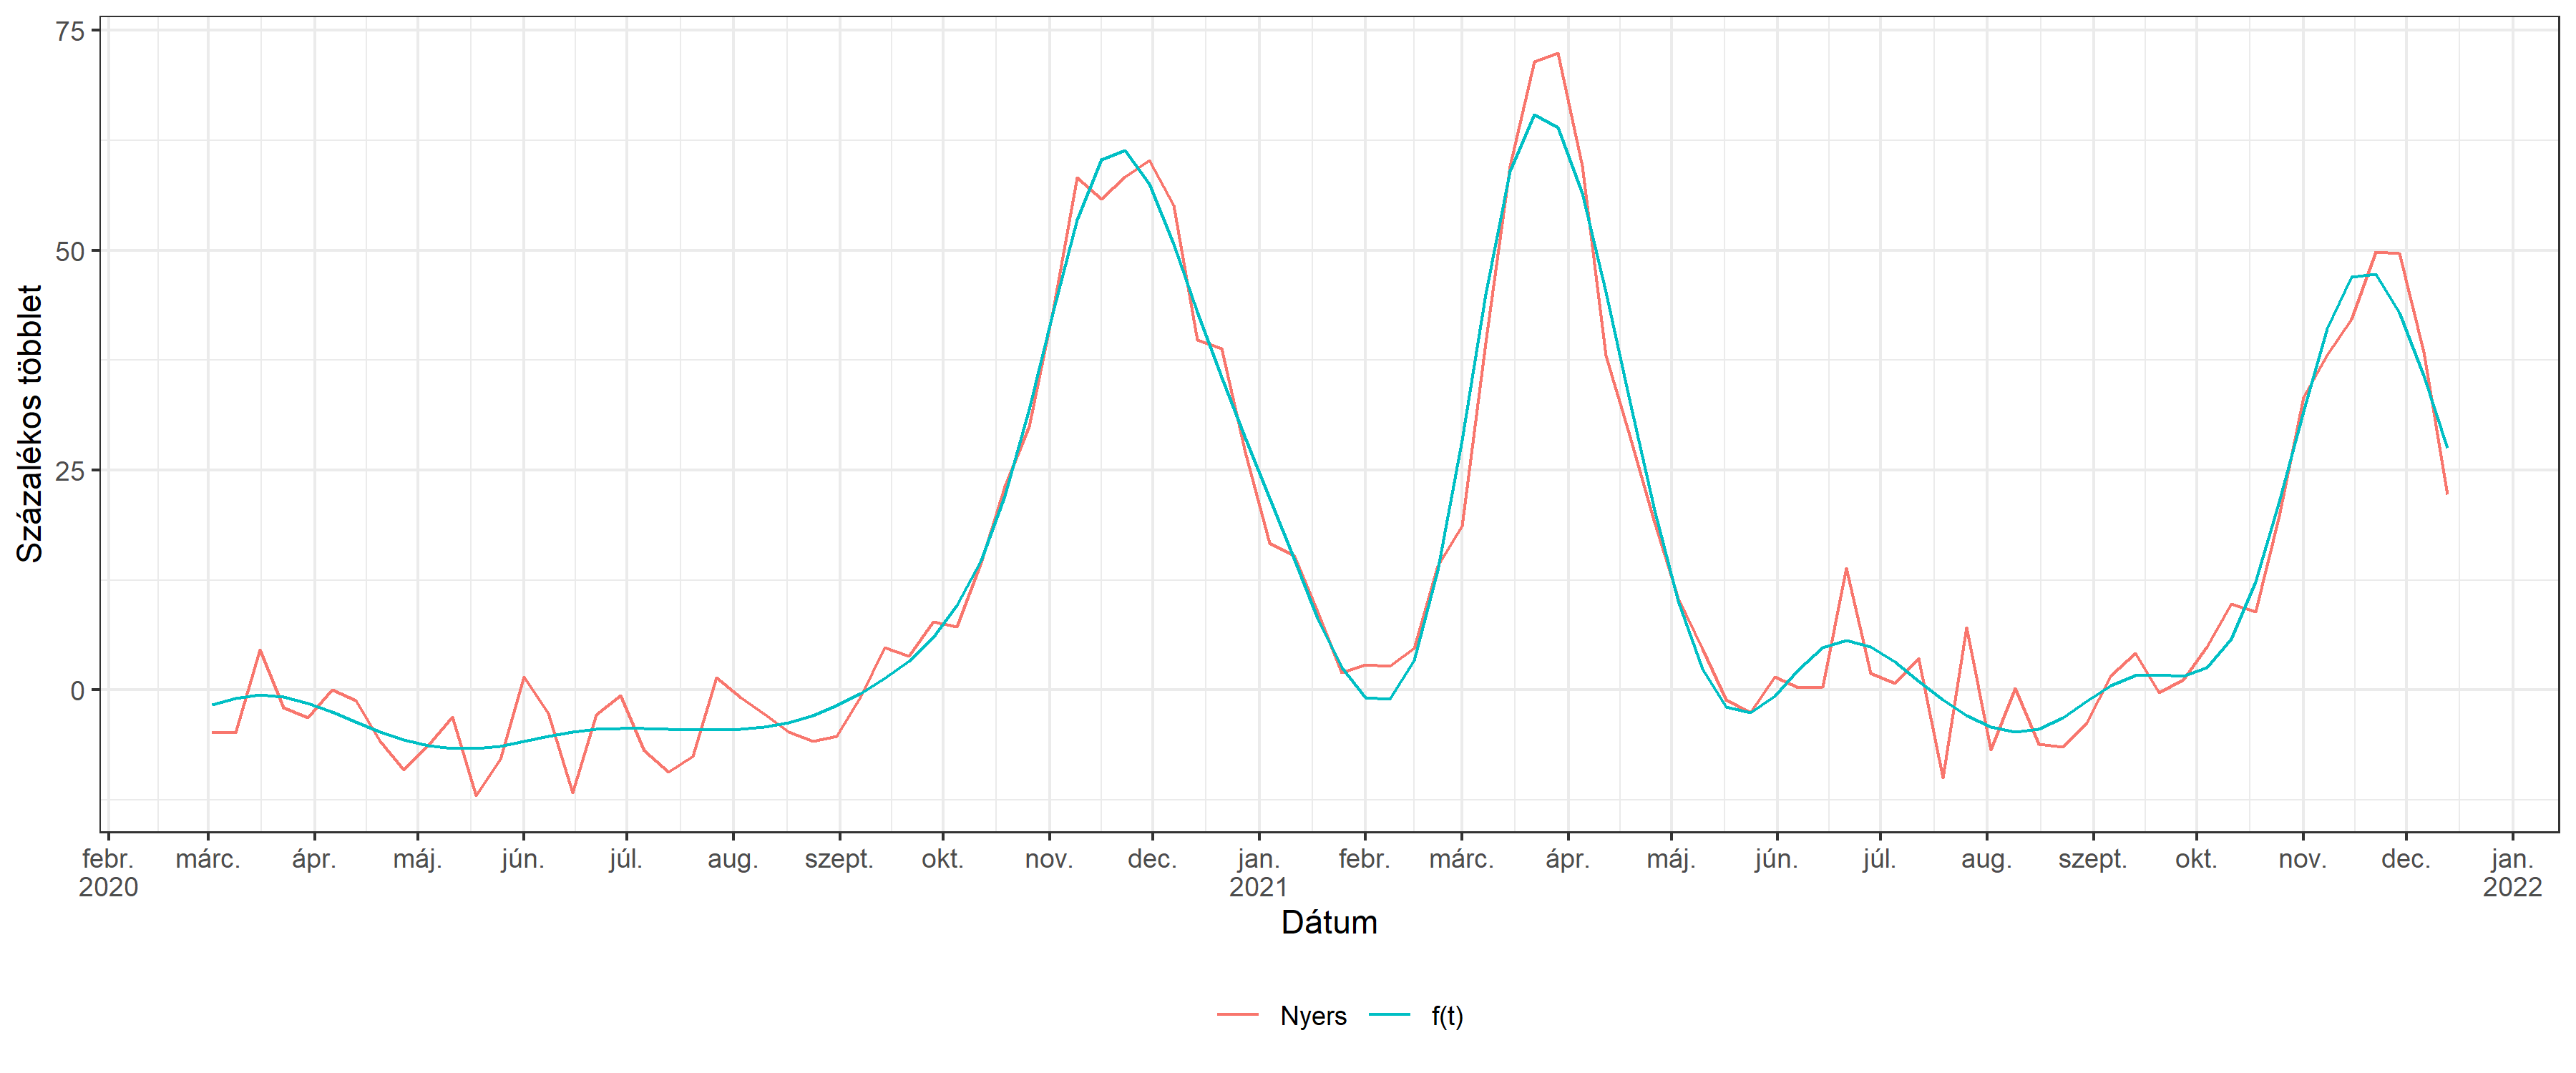 75
50
25
0
Százalékos többlet
febr. márc. ápr. máj. jún. júl. aug. szept. okt. nov. dec. jan. febr. márc. ápr. máj. jún. júl. aug. szept. okt. nov. dec. jan.
2020 2021 2022
Dátum
Nyers f(t)